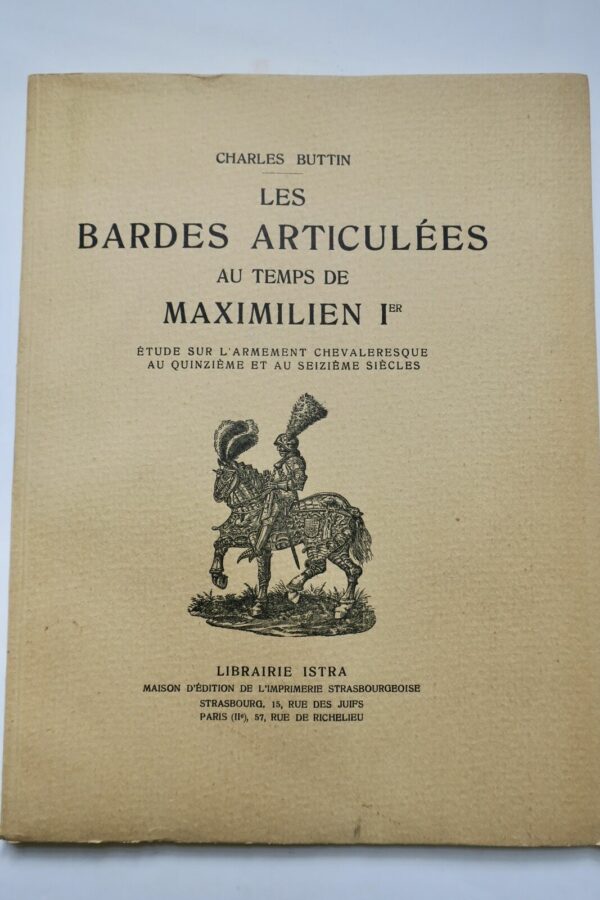 CHARLES BUTTIN
LES
BARDES ARTICULÉES
AU TEMPS DE
MAXIMILIEN IER
ÉTUDE SUR L'ARMEMENT CHEVALERESQUE
AU QUINZIÈME ET AU SEIZIÈME SIÈCLES
LIBRAIRIE ISTRA
MAISON D'ÉDITION DE L'IMPRIMERIE STRASBOURGEOISE
STRASBOURG, 15, RUE DES JUIFS
PARIS (IIe), 57, RUE DE RICHELIEU